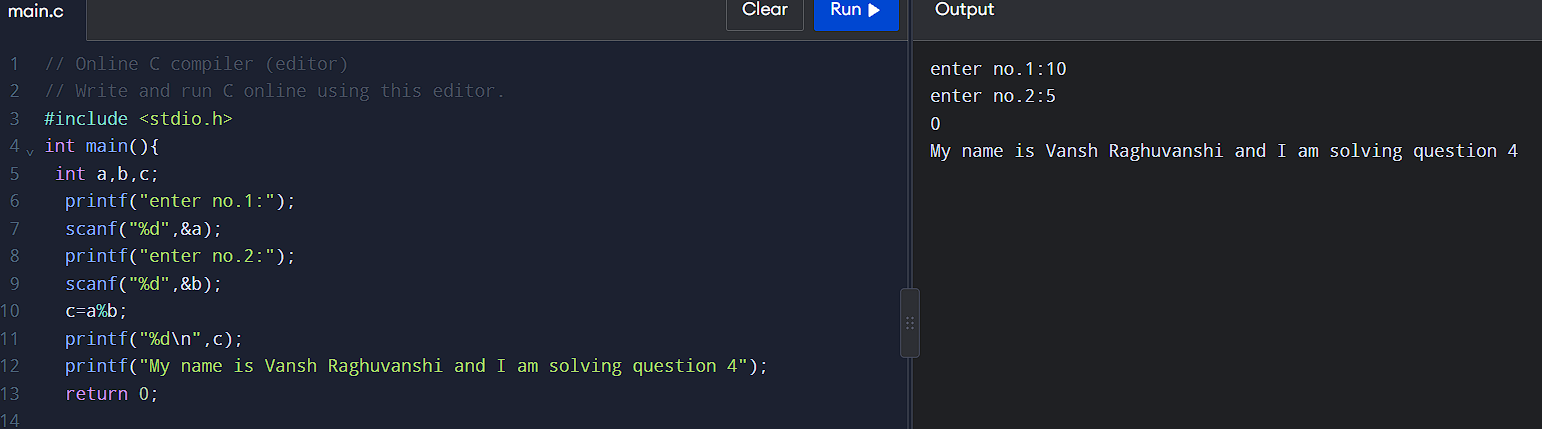 main.c
Clear
Run
Output
1 // Online C compiler (editor)
2 // Write and run C online using this editor.
3 #include <stdio.h>
4 int main(){
5 int a,b,c;
6 printf("enter no.1:");
7 scanf("%d",&a);
8 printf("enter no.2:");
9 scanf("%d",&b);
10 c=a%b;
11 printf("%d\n",c);
12 printf("My name is Vansh Raghuvanshi and I am solving question 4");
13 return 0;
14
enter no.1:10
enter no.2:5
0
My name is Vansh Raghuvanshi and I am solving question 4